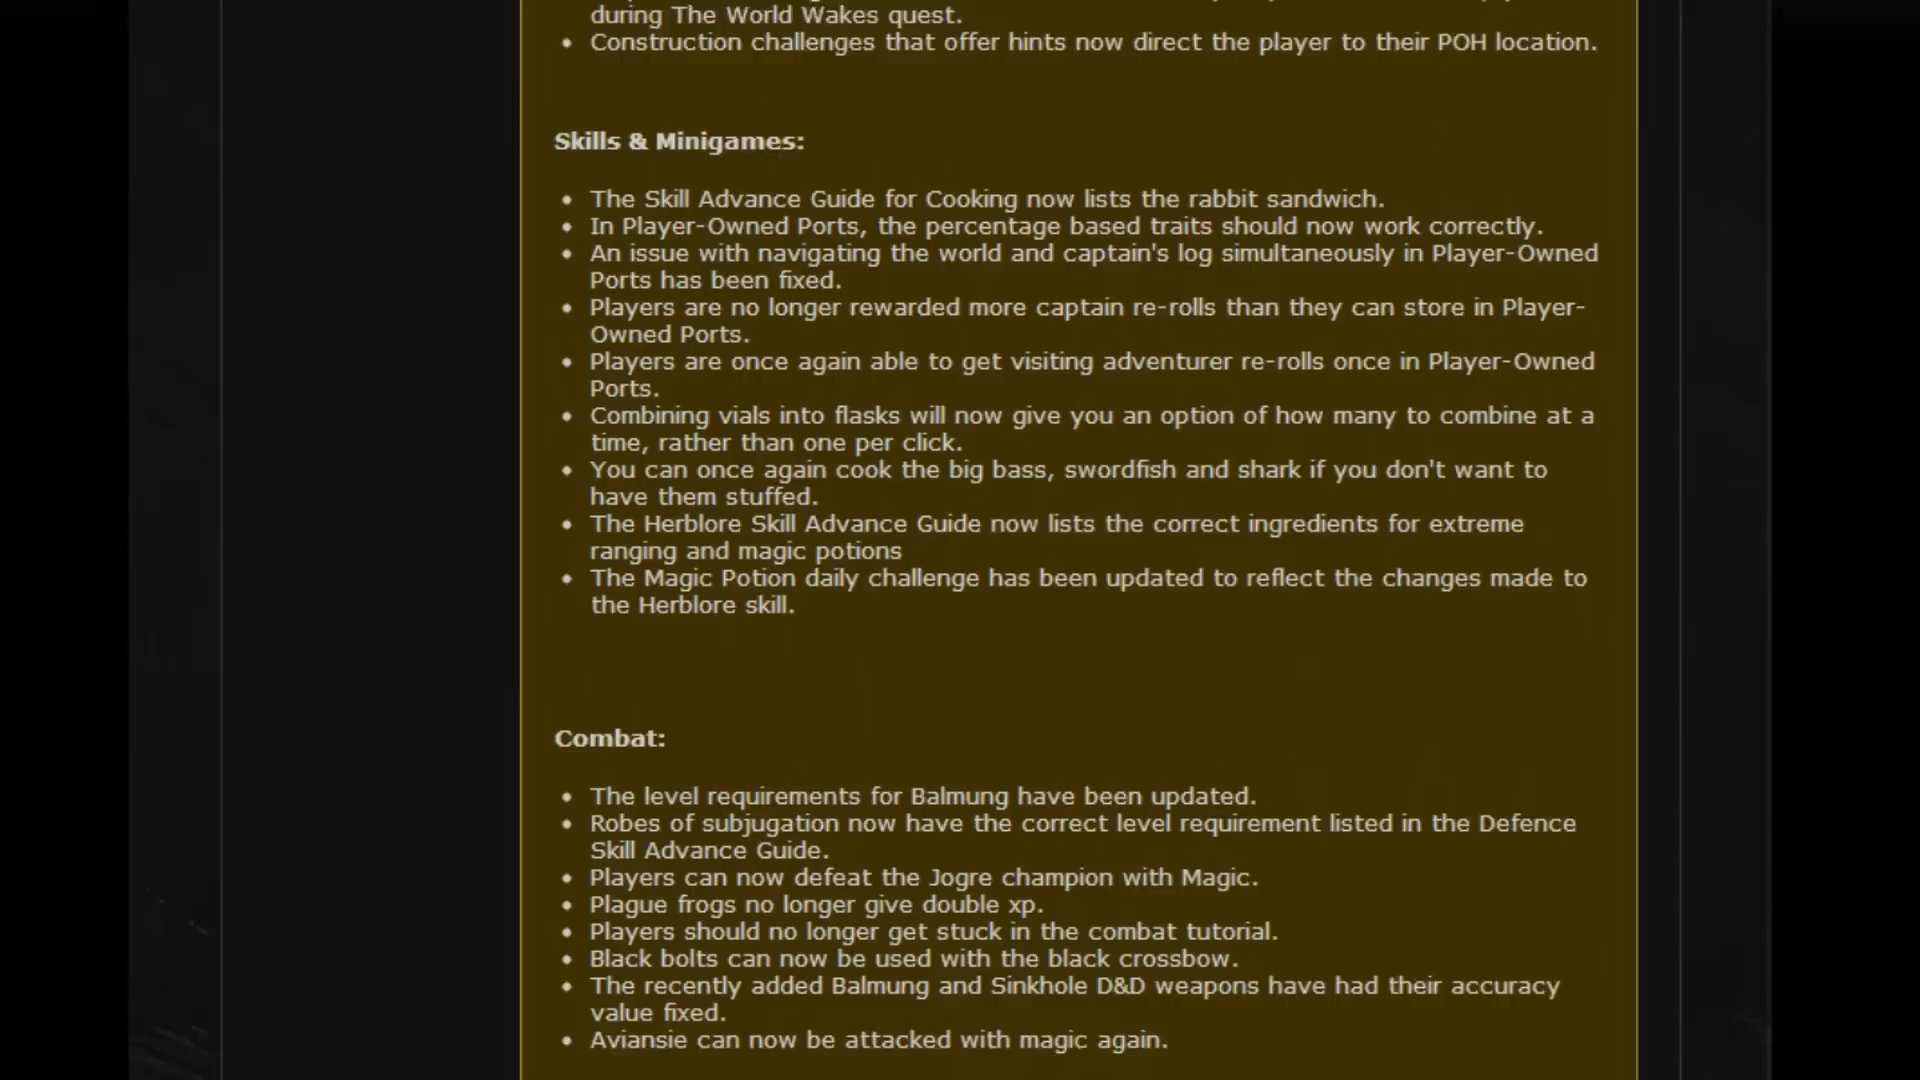 during The World Wakes quest.
• Construction challenges that offer hints now direct the player to their POH location.
Skills & Minigames:
• The Skill Advance Guide for Cooking now lists the rabbit sandwich.
• In Player-Owned Ports, the percentage based traits should now work correctly.
• An issue with navigating the world and captain's log simultaneously in Player-Owned
Ports has been fixed.
• Players are no longer rewarded more captain re-rolls than they can store in Player-
Owned Ports.
• Players are once again able to get visiting adventurer re-rolls once in Player-Owned
Ports.
• Combining vials into flasks will now give you an option of how many to combine at a
time, rather than one per click.
• You can once again cook the big bass, swordfish and shark if you don't want to
have them stuffed.
• The Herblore Skill Advance Guide now lists the correct ingredients for extreme
ranging and magic potions
• The Magic Potion daily challenge has been updated to reflect the changes made to
the Herblore skill.
Combat:
• The level requirements for Balmung have been updated.
• Robes of subjugation now have the correct level requirement listed in the Defence
Skill Advance Guide.
• Players can now defeat the Jogre champion with Magic.
• Plague frogs no longer give double xp.
• Players should no longer get stuck in the combat tutorial.
• Black bolts can now be used with the black crossbow.
• The recently added Balmung and Sinkhole D&D weapons have had their accuracy
value fixed.
• Aviansie can now be attacked with magic again.